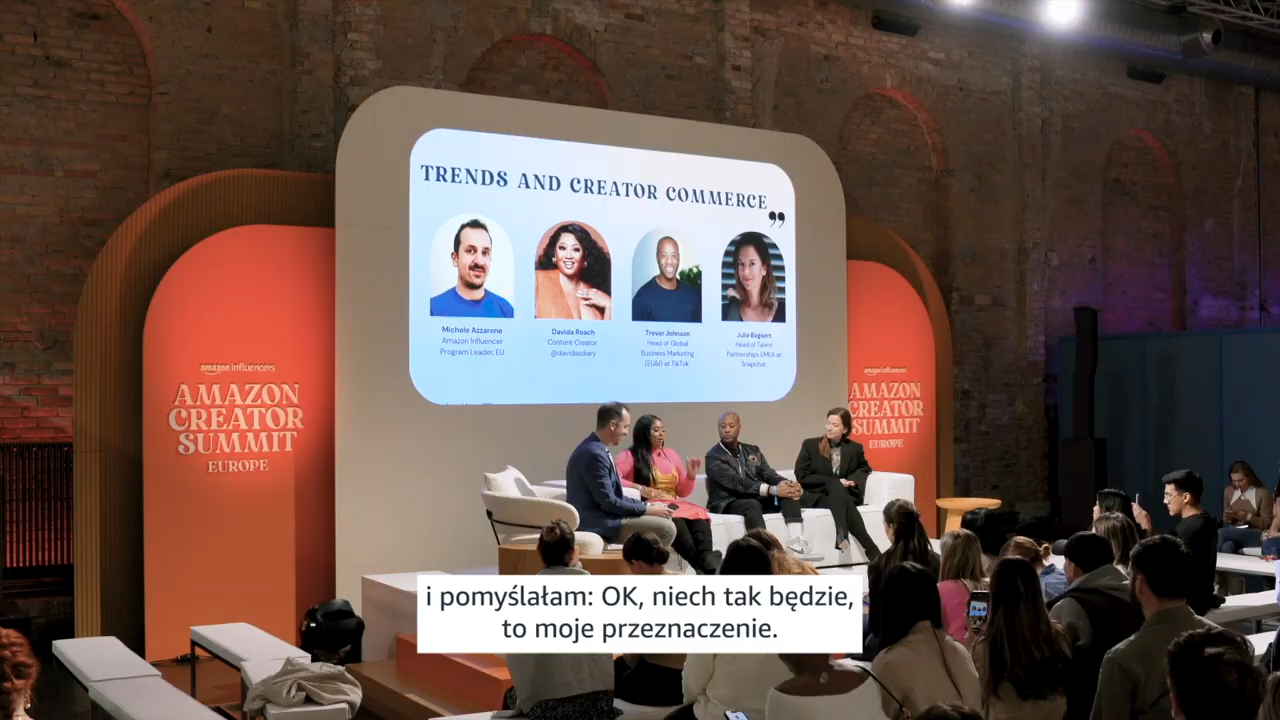 TRENDS AND CREATOR COMMERCE
”
Michele Azzarone
Amazon Influencer
Program Leader, EU
Davida Roach
Content Creator
@davidasdiary
Trevor Johnson
Head of Global
Business Marketing
(EU&I) at TikTok
Julie Bogaert
Head of Talent
Partnerships EMEA at
Snapchat
amazon influencers
AMAZON
CREATOR
SUMMIT
EUROPE
amazon influencers
AMAZON
CREATOR
SUMMIT
EUROPE
i pomyślałam: OK, niech tak będzie,
to moje przeznaczenie.